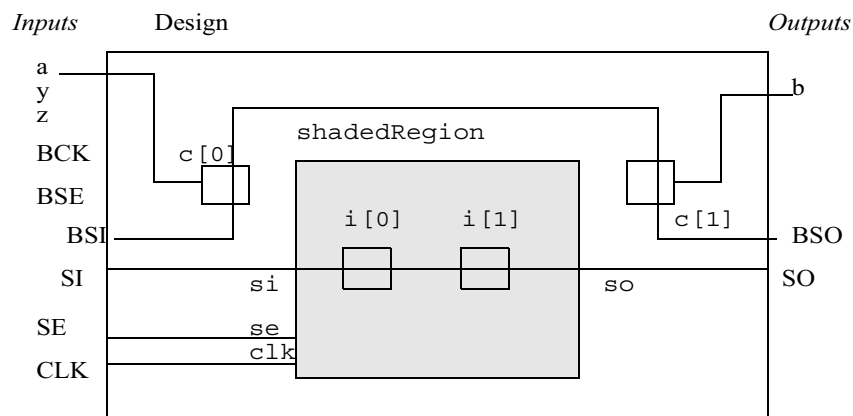 Inputs Design Outputs
a
b
y
z
shadedRegion
BCK
c[0]
BSE
i[0] i[1]
c[1]
BSI
BSO
SI
si
so
SO
SE
se
clk
CLK